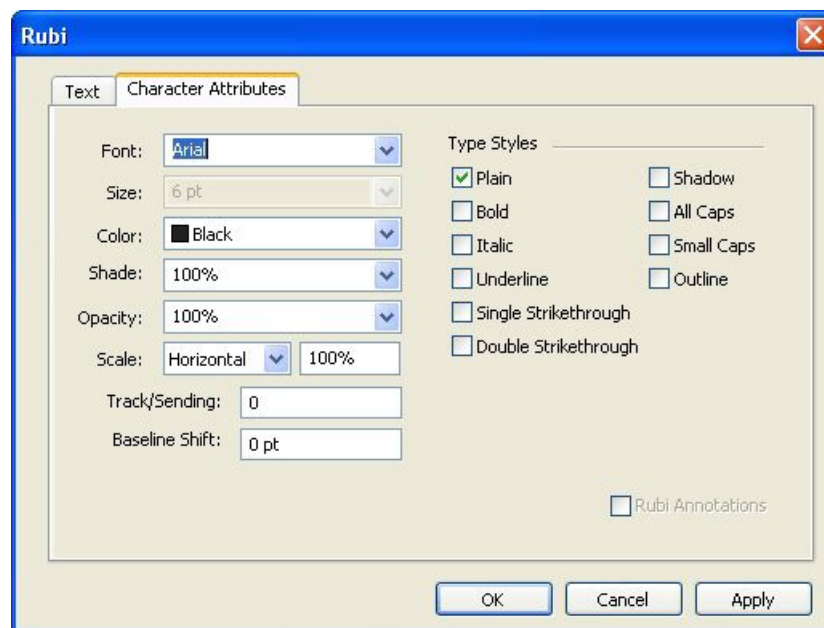 Rubi
Text Character Attributes
Font: Arial
Size: 6 pt
Color: Black
Shade: 100%
Opacity: 100%
Scale: Horizontal 100%
Track/Sending: 0
Baseline Shift: 0 pt
Type Styles
Plain Shadow
Bold All Caps
Italic Small Caps
Underline Outline
Single Strikethrough
Double Strikethrough
Rubi Annotations
OK Cancel Apply